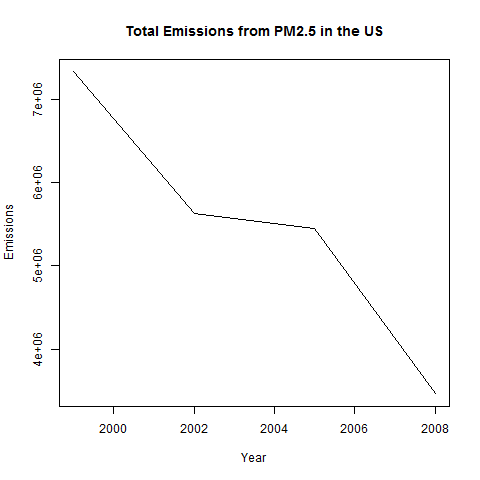 Total Emissions from PM2.5 in the US
7e+06
6e+06
5e+06
4e+06
Emissions
2000 2002 2004 2006 2008
Year